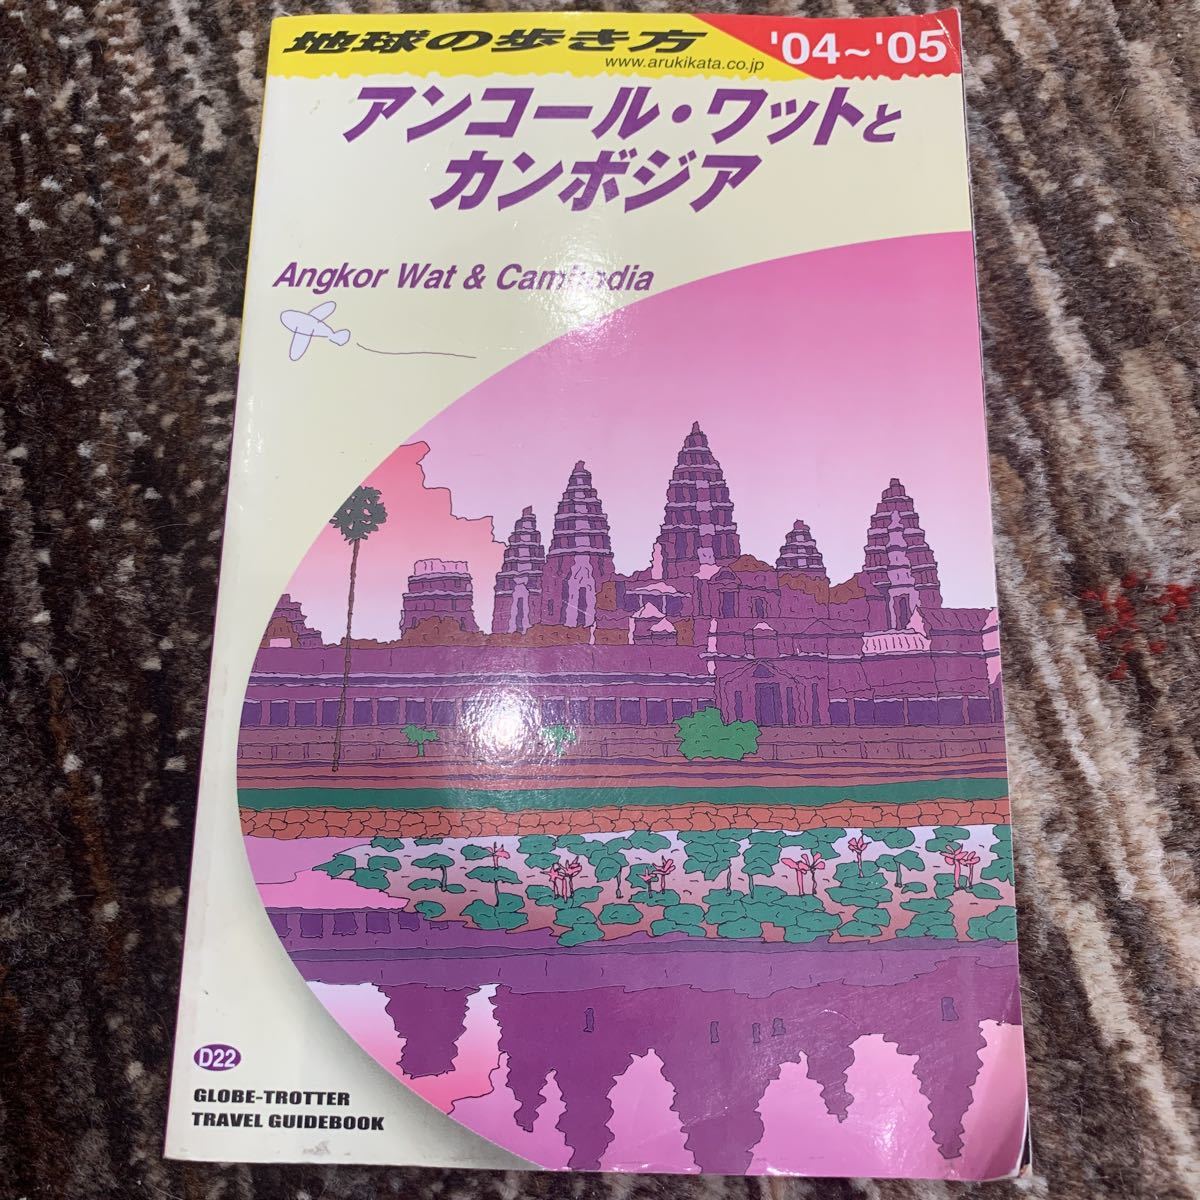 地球の歩き方
www.arukikata.co.jp
'04~'05
アンコール・ワットと
カンボジア
Angkor Wat & Cambodia
D22
GLOBE-TROTTER
TRAVEL GUIDEBOOK